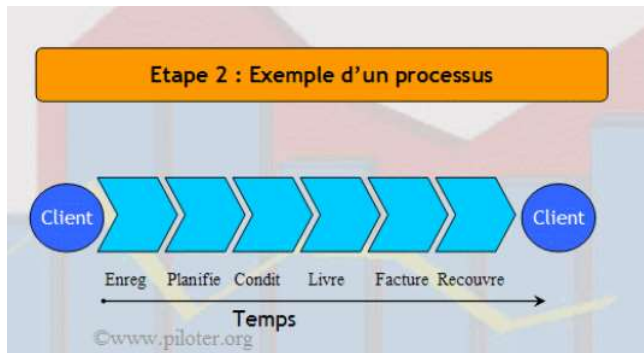 Etape 2 : Exemple d'un processus
Client
Client
Enreg Planifie Condit Livre Facture Recouvre
Temps
©www.piloter.org